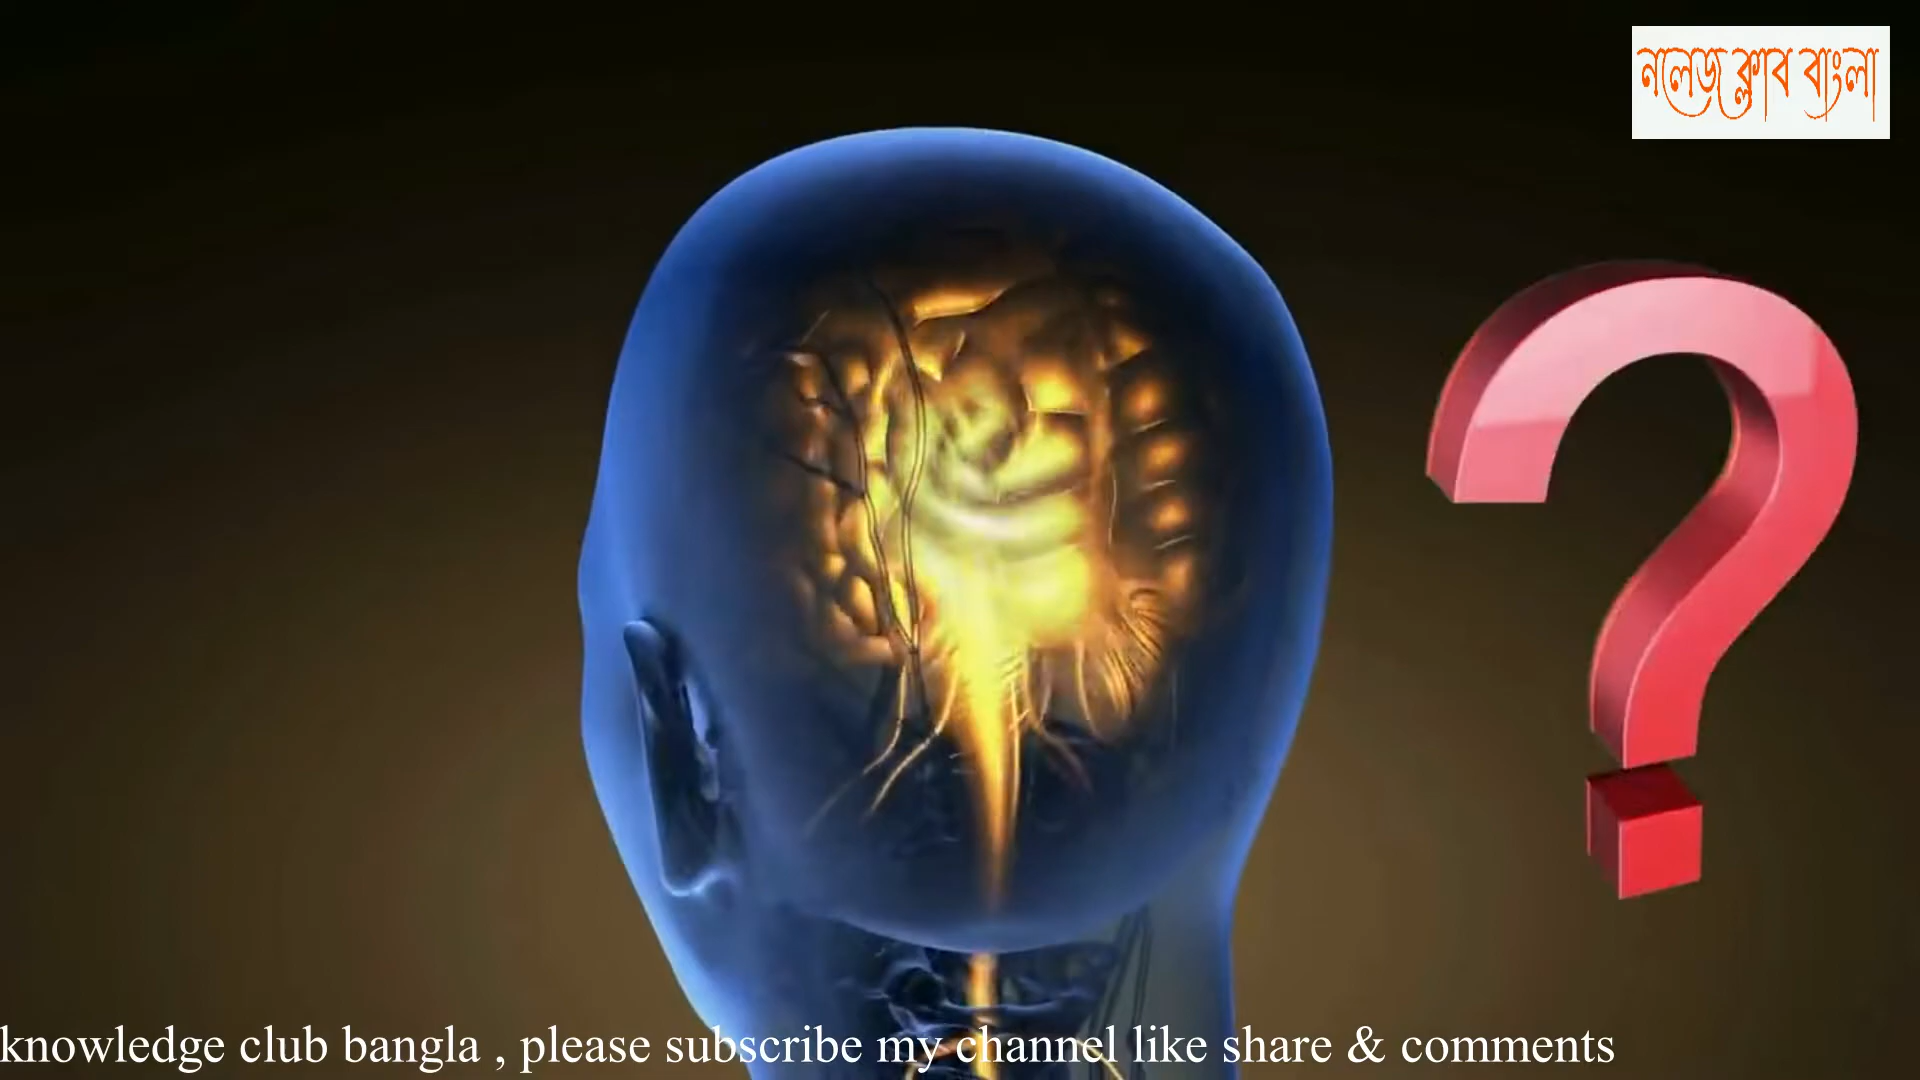 নলেজ ক্লাব বাংলা
knowledge club bangla , please subscribe my channel like share & comments